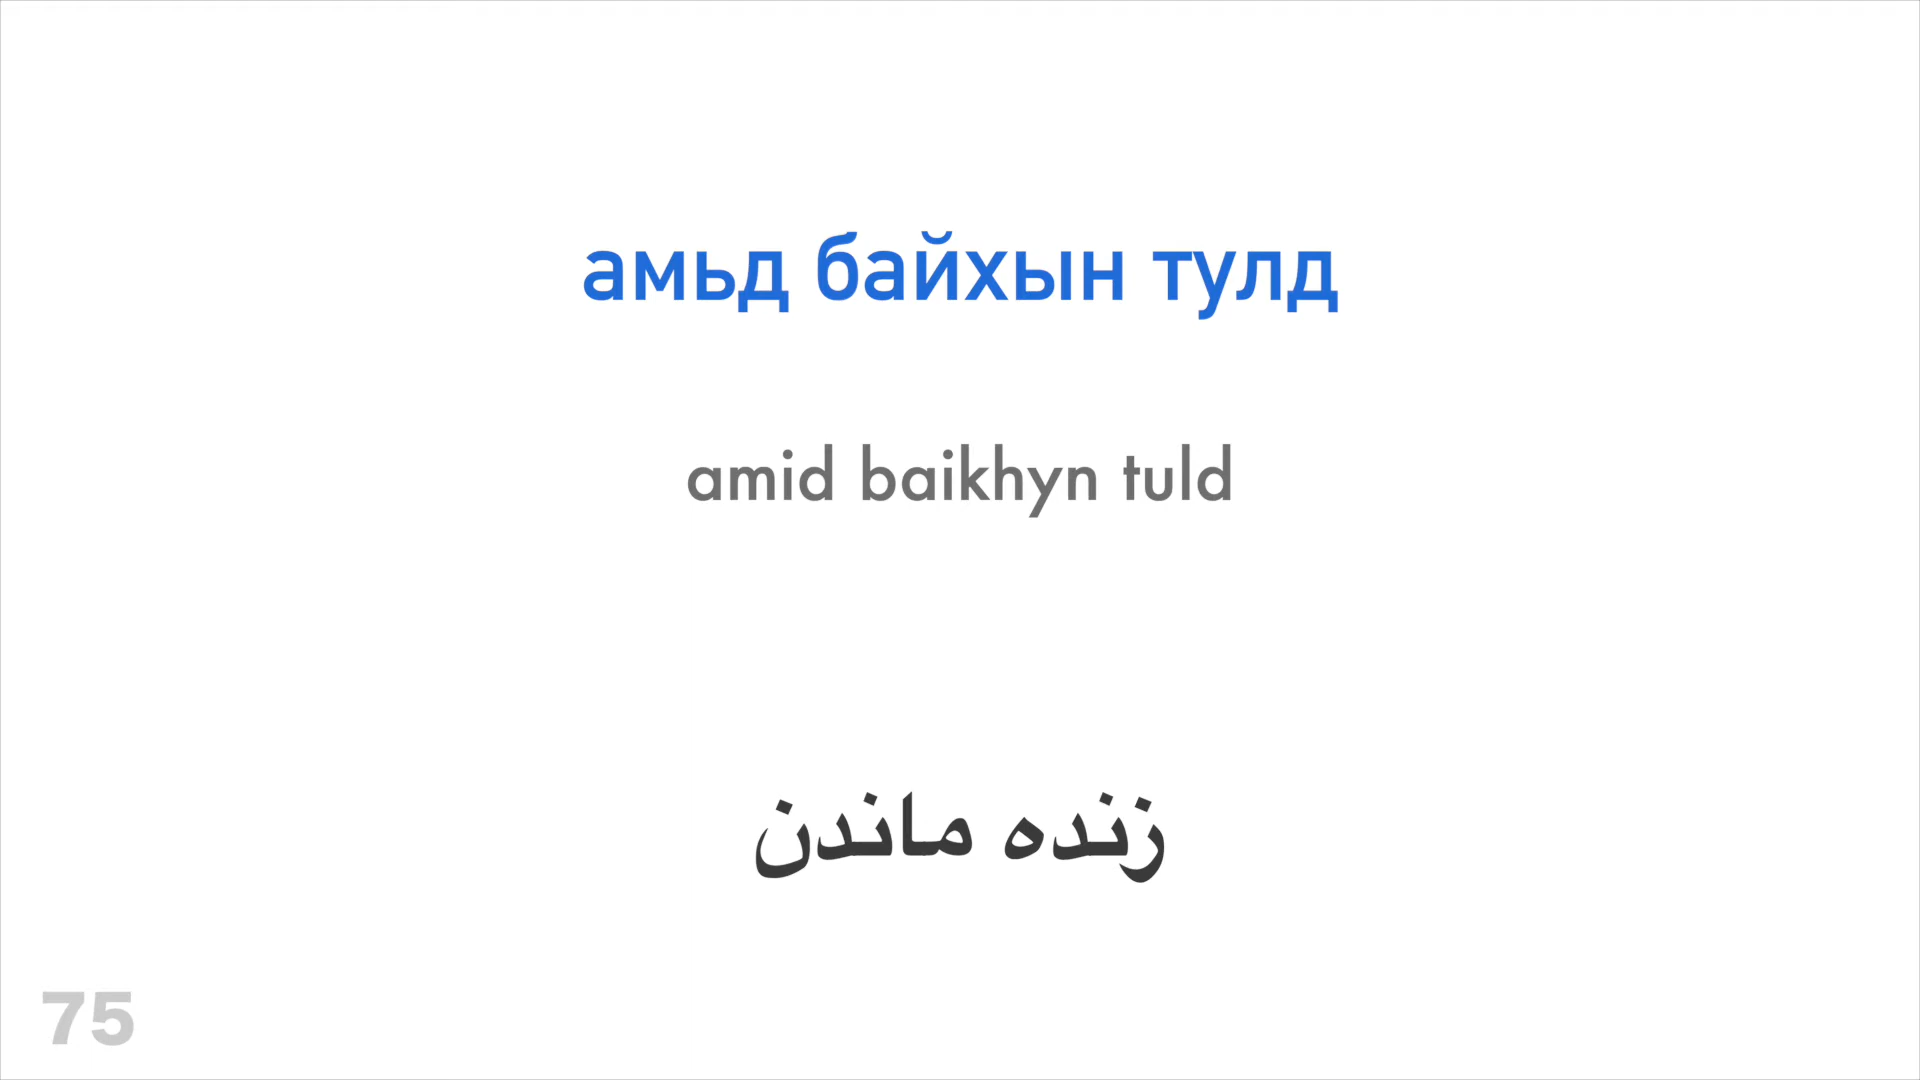 амьд байхын тулд
amid baikhyn tuld
زنده ماندن
75